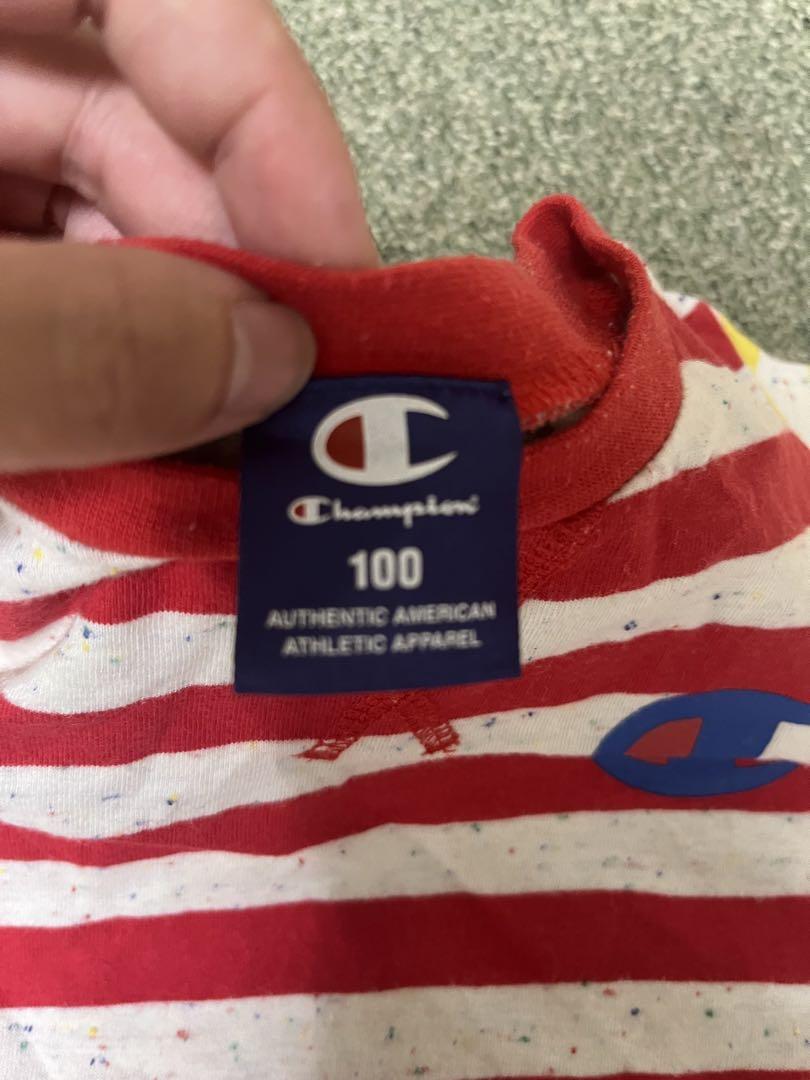 Champion
100
AUTHENTIC AMERICAN
ATHLETIC APPAREL